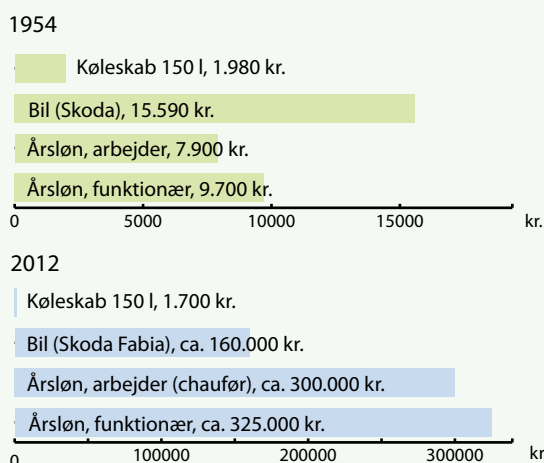 1954
Køleskab 150 l, 1.980 kr.
Bil (Skoda), 15.590 kr.
Årsløn, arbejder, 7.900 kr.
Årsløn, funktionær, 9.700 kr.
0 5000 10000 15000 kr.
2012
Køleskab 150 l, 1.700 kr.
Bil (Skoda Fabia), ca. 160.000 kr.
Årsløn, arbejder (chaufør), ca. 300.000 kr.
Årsløn, funktionær, ca. 325.000 kr.
0 100000 200000 300000 kr